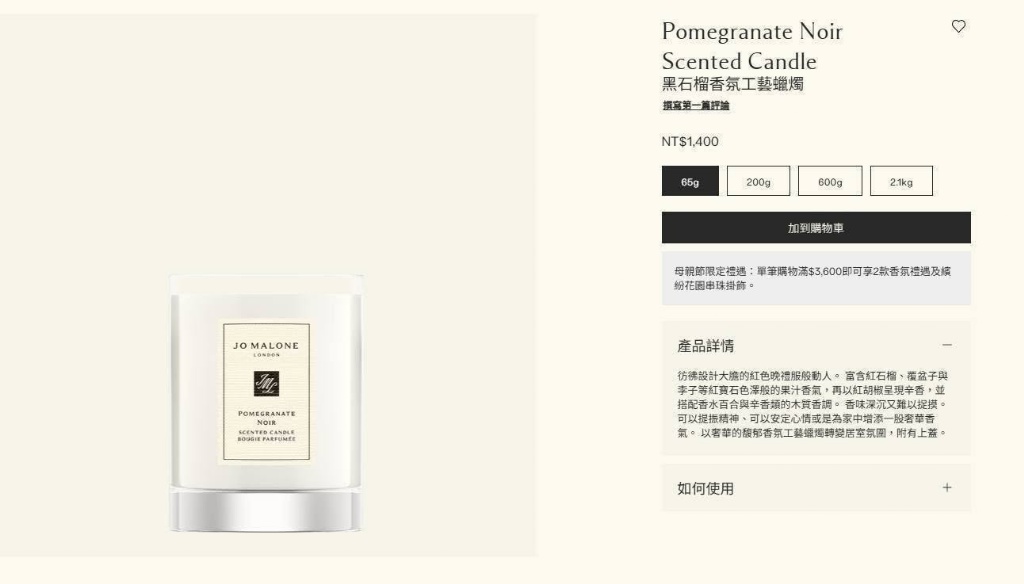 Pomegranate Noir
Scented Candle
黑石榴香氛工藝蠟燭
撰寫第一篇評論
NT$1,400
65g
200g
600g
2.1kg
加到購物車
母親節限定禮遇：單筆購物滿$3,600即可享2款香氛禮遇及繽
紛花園串珠掛飾。
產品詳情
彷彿設計大膽的紅色晚禮服般動人。 富含紅石榴、覆盆子與
李子等紅寶石色澤般的果汁香氣，再以紅胡椒呈現辛香，並
搭配香水百合與辛香類的木質香調。 香味深沉又難以捉摸。
可以提振精神、可以安定心情或是為家中增添一股奢華香
氣。 以奢華的馥郁香氛工藝蠟燭轉變居室氛圍，附有上蓋。
如何使用
JO MALONE
LONDON
POMEGRANATE
NOIR
SCENTED CANDLE
BOUGIE PARFUMÉE